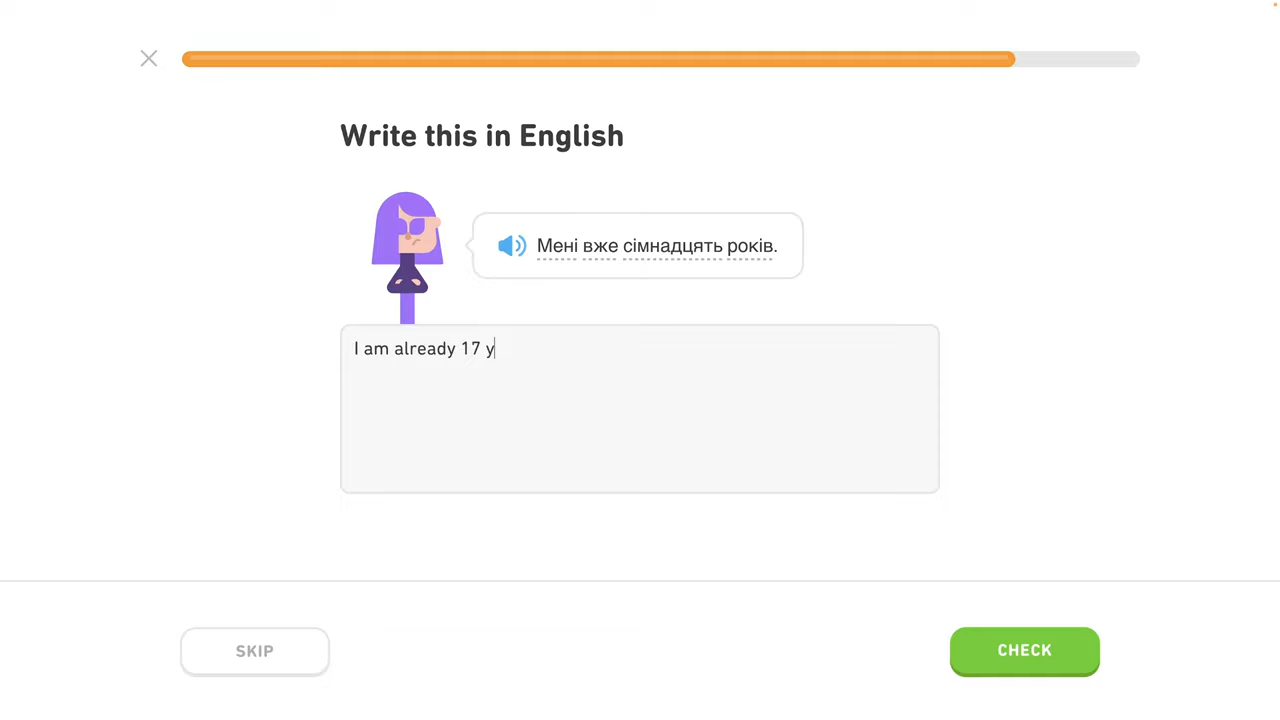 Write this in English
Мені вже сімнадцять років.
I am already 17 y
SKIP
CHECK